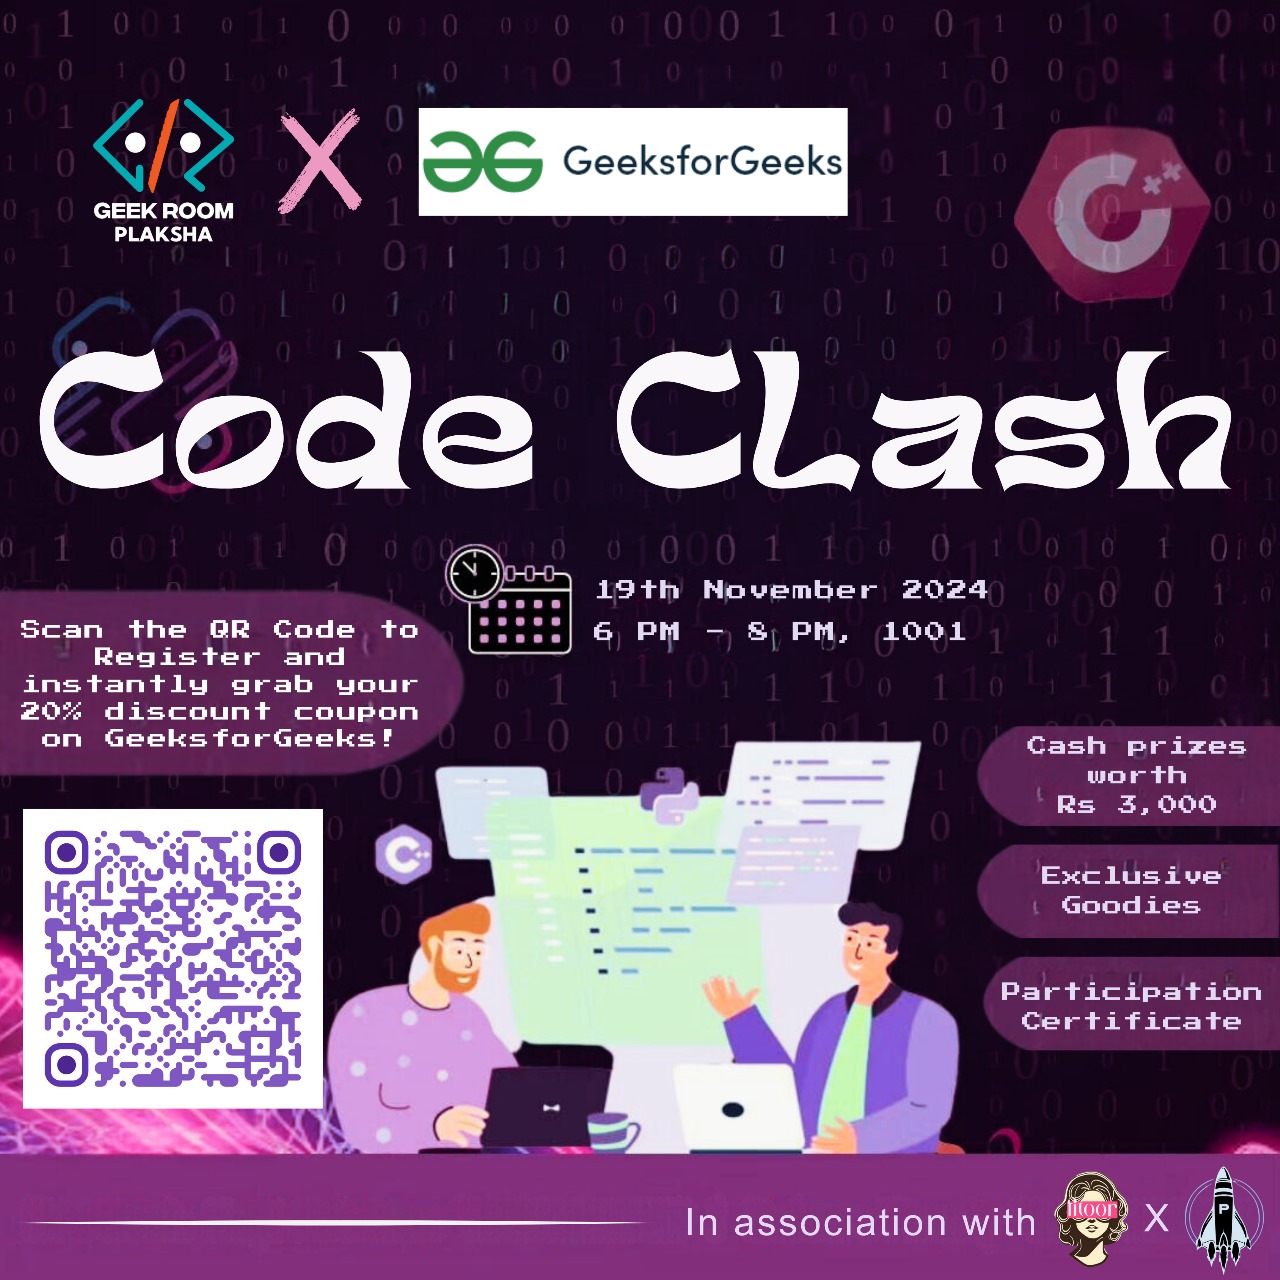 GEEK ROOM
PLAKSHA
X
GeeksforGeeks
C++
Code Clash
19th November 2024
6 PM - 8 PM, 1001
Scan the QR Code to
Register and
instantly grab your
20% discount coupon
on GeeksforGeeks!
Cash prizes
worth
Rs 3,000
Exclusive
Goodies
Participation
Certificate
C++
In association with
litoor
X
P